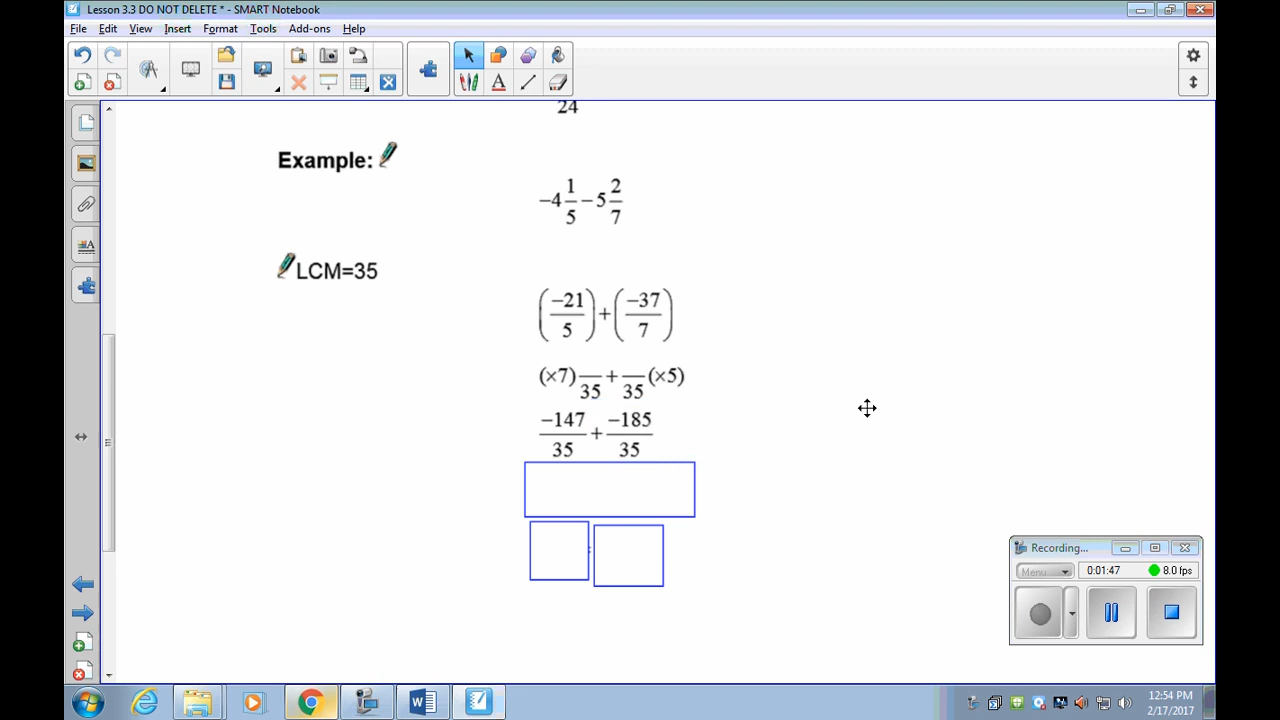 Lesson 3.3 DO NOT DELETE * - SMART Notebook
File Edit View Insert Format Tools Add-ons Help
24
Example:
−4 1/5 − 5 2/7
LCM=35
(−21/5) + (−37/7)
(×7) —/35 + —/35 (×5)
−147/35 + −185/35
Recording...
Menu 0:01:47 8.0 fps
12:54 PM
2/17/2017